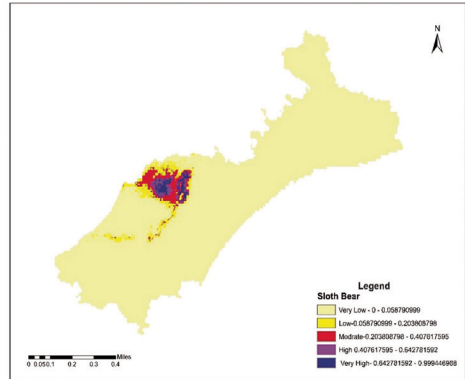 N
Legend
Sloth Bear
Very Low - 0 - 0.058790999
Low-0.058790999 - 0.203808798
Modrate-0.203808798 - 0.407617595
High 0.407617595 - 0.642781592
Very High- 0.642781592 - 0.999446968
Miles
0 0.05 0.1 0.2 0.3 0.4